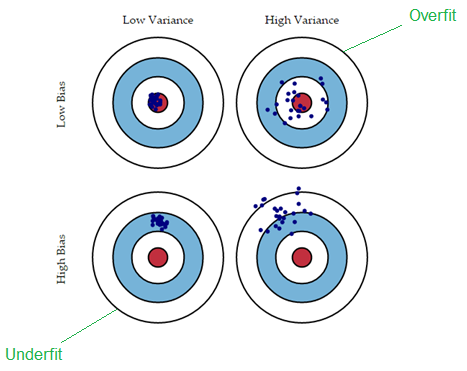 Overfit
Low Variance
High Variance
Low Bias
High Bias
Underfit